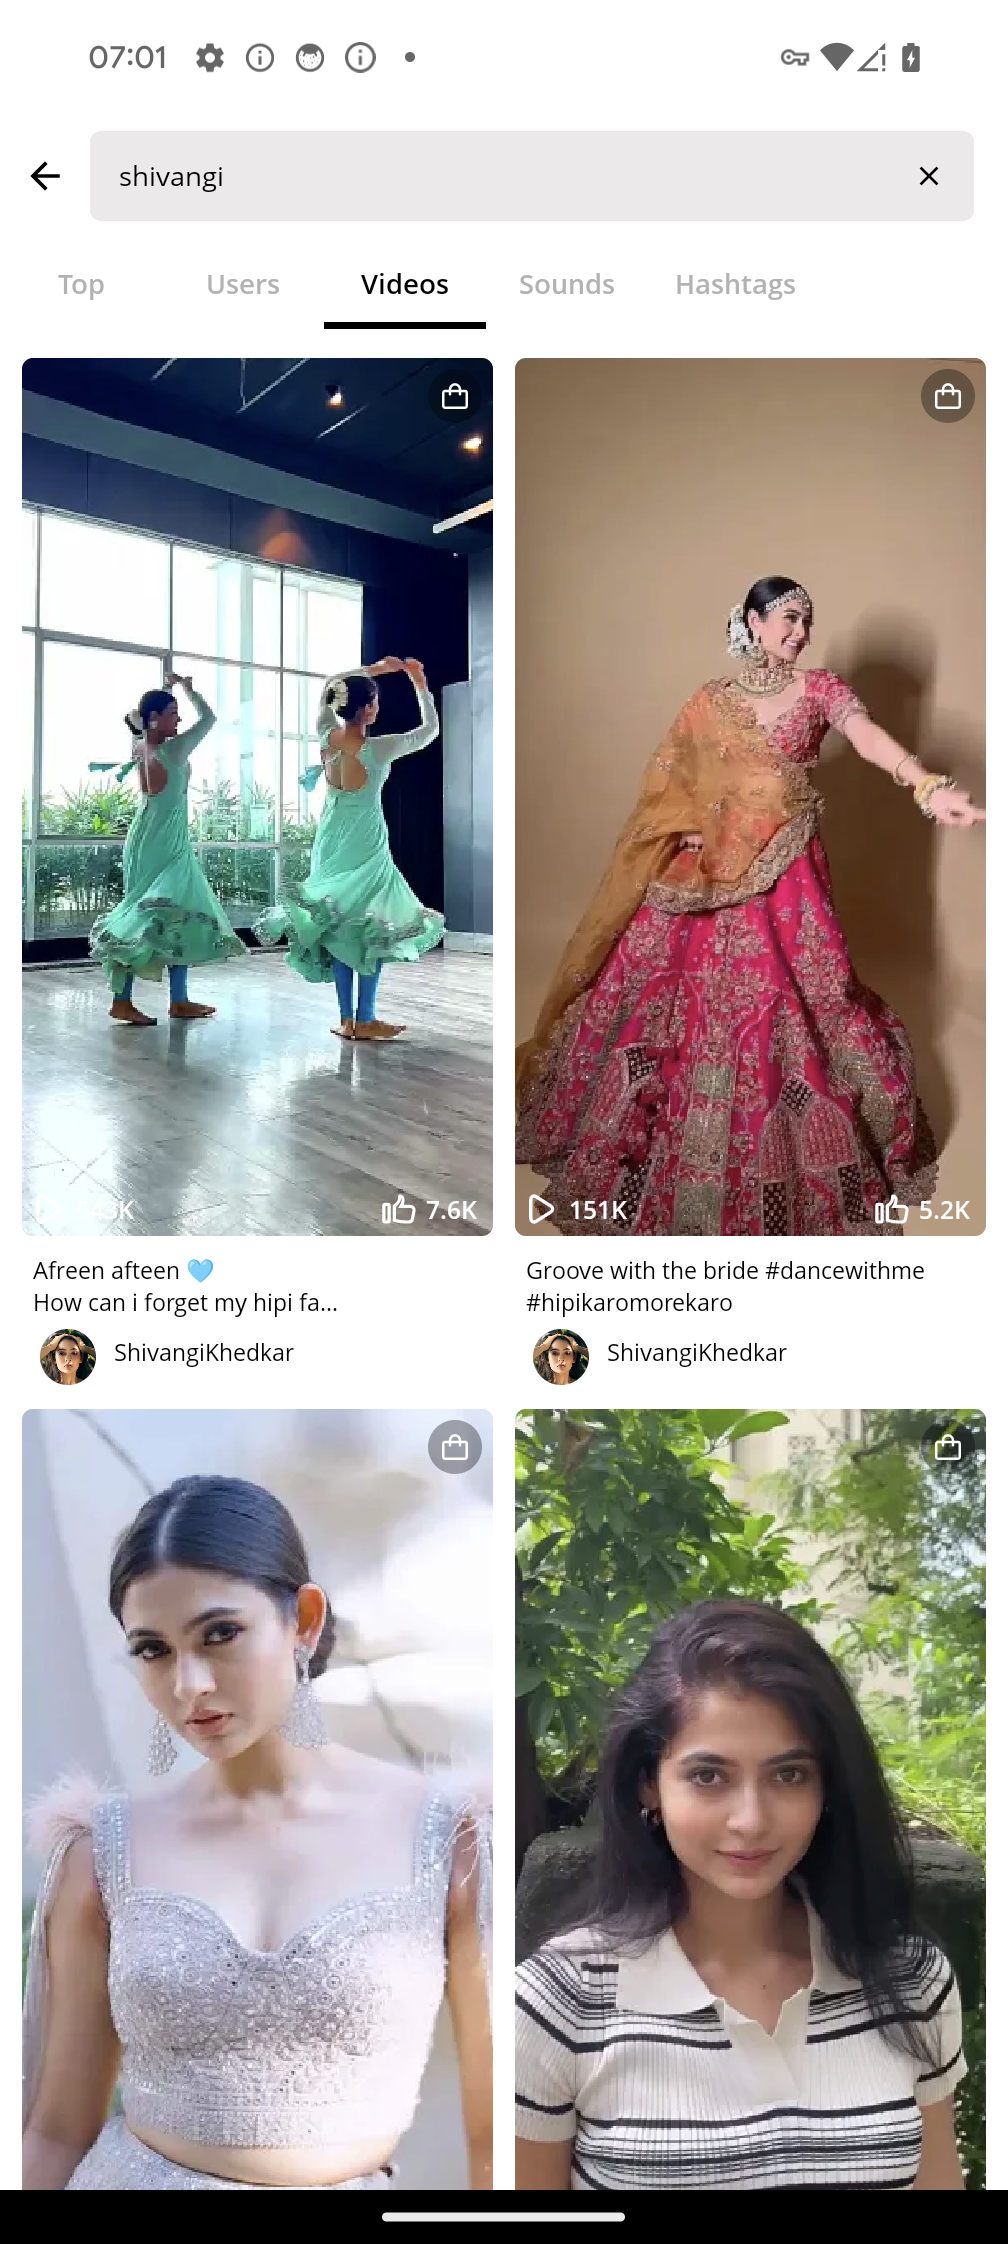 07:01
shivangi
Top Users Videos Sounds Hashtags
7.6K
151K 5.2K
Afreen afteen 🩵
How can i forget my hipi fa...
ShivangiKhedkar
Groove with the bride #dancewithme
#hipikaromorekaro
ShivangiKhedkar